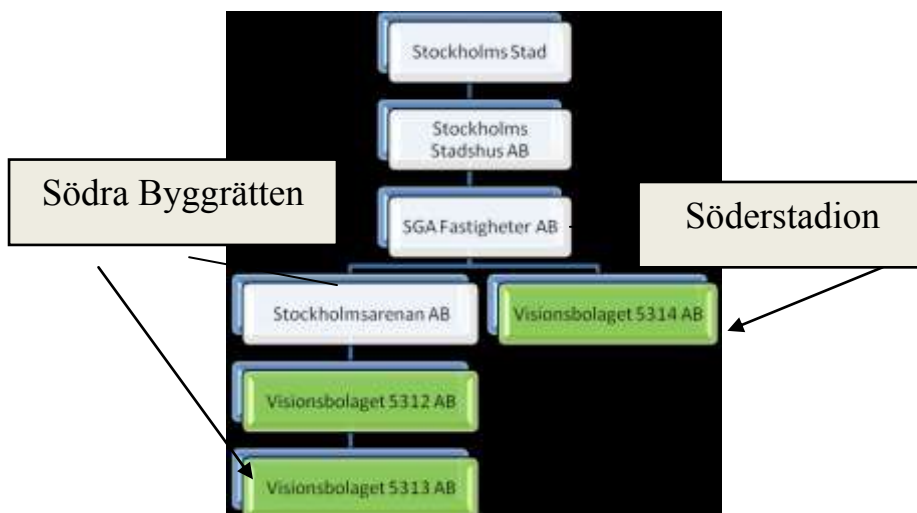 Stockholms Stad
Stockholms
Stadshus AB
Södra Byggrätten
SGA Fastigheter AB
Söderstadion
Stockholmsarenan AB
Visionsbolaget 5314 AB
Visionsbolaget 5312 AB
Visionsbolaget 5313 AB